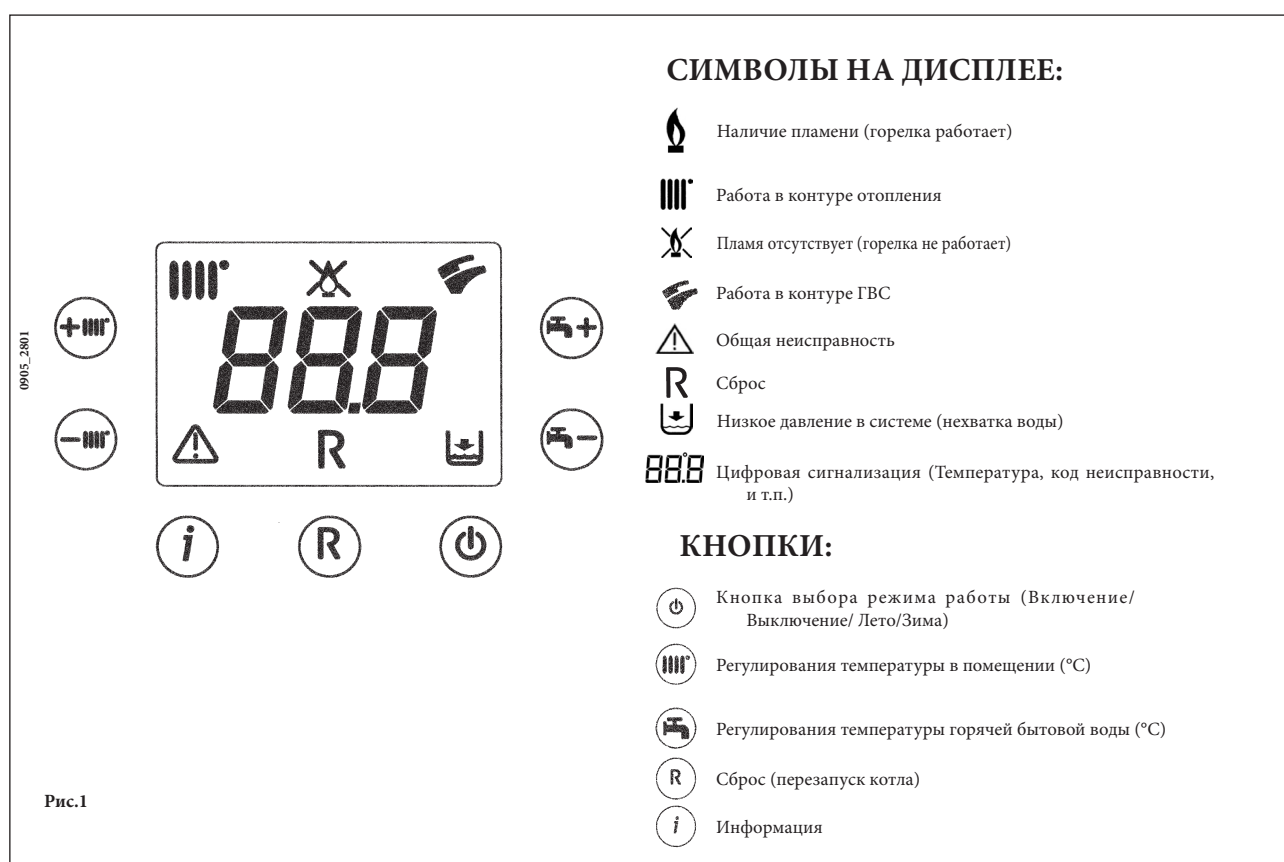 СИМВОЛЫ НА ДИСПЛЕЕ:
Наличие пламени (горелка работает)
Работа в контуре отопления
Пламя отсутствует (горелка не работает)
Работа в контуре ГВС
Общая неисправность
R Сброс
Низкое давление в системе (нехватка воды)
88.8 Цифровая сигнализация (Температура, код неисправности,
и т.п.)
КНОПКИ:
Кнопка выбора режима работы (Включение/
Выключение/ Лето/Зима)
Регулирования температуры в помещении (°C)
Регулирования температуры горячей бытовой воды (°C)
R Сброс (перезапуск котла)
i Информация
0905_2801
+
+
88.8
−
−
R
i
R
Рис.1